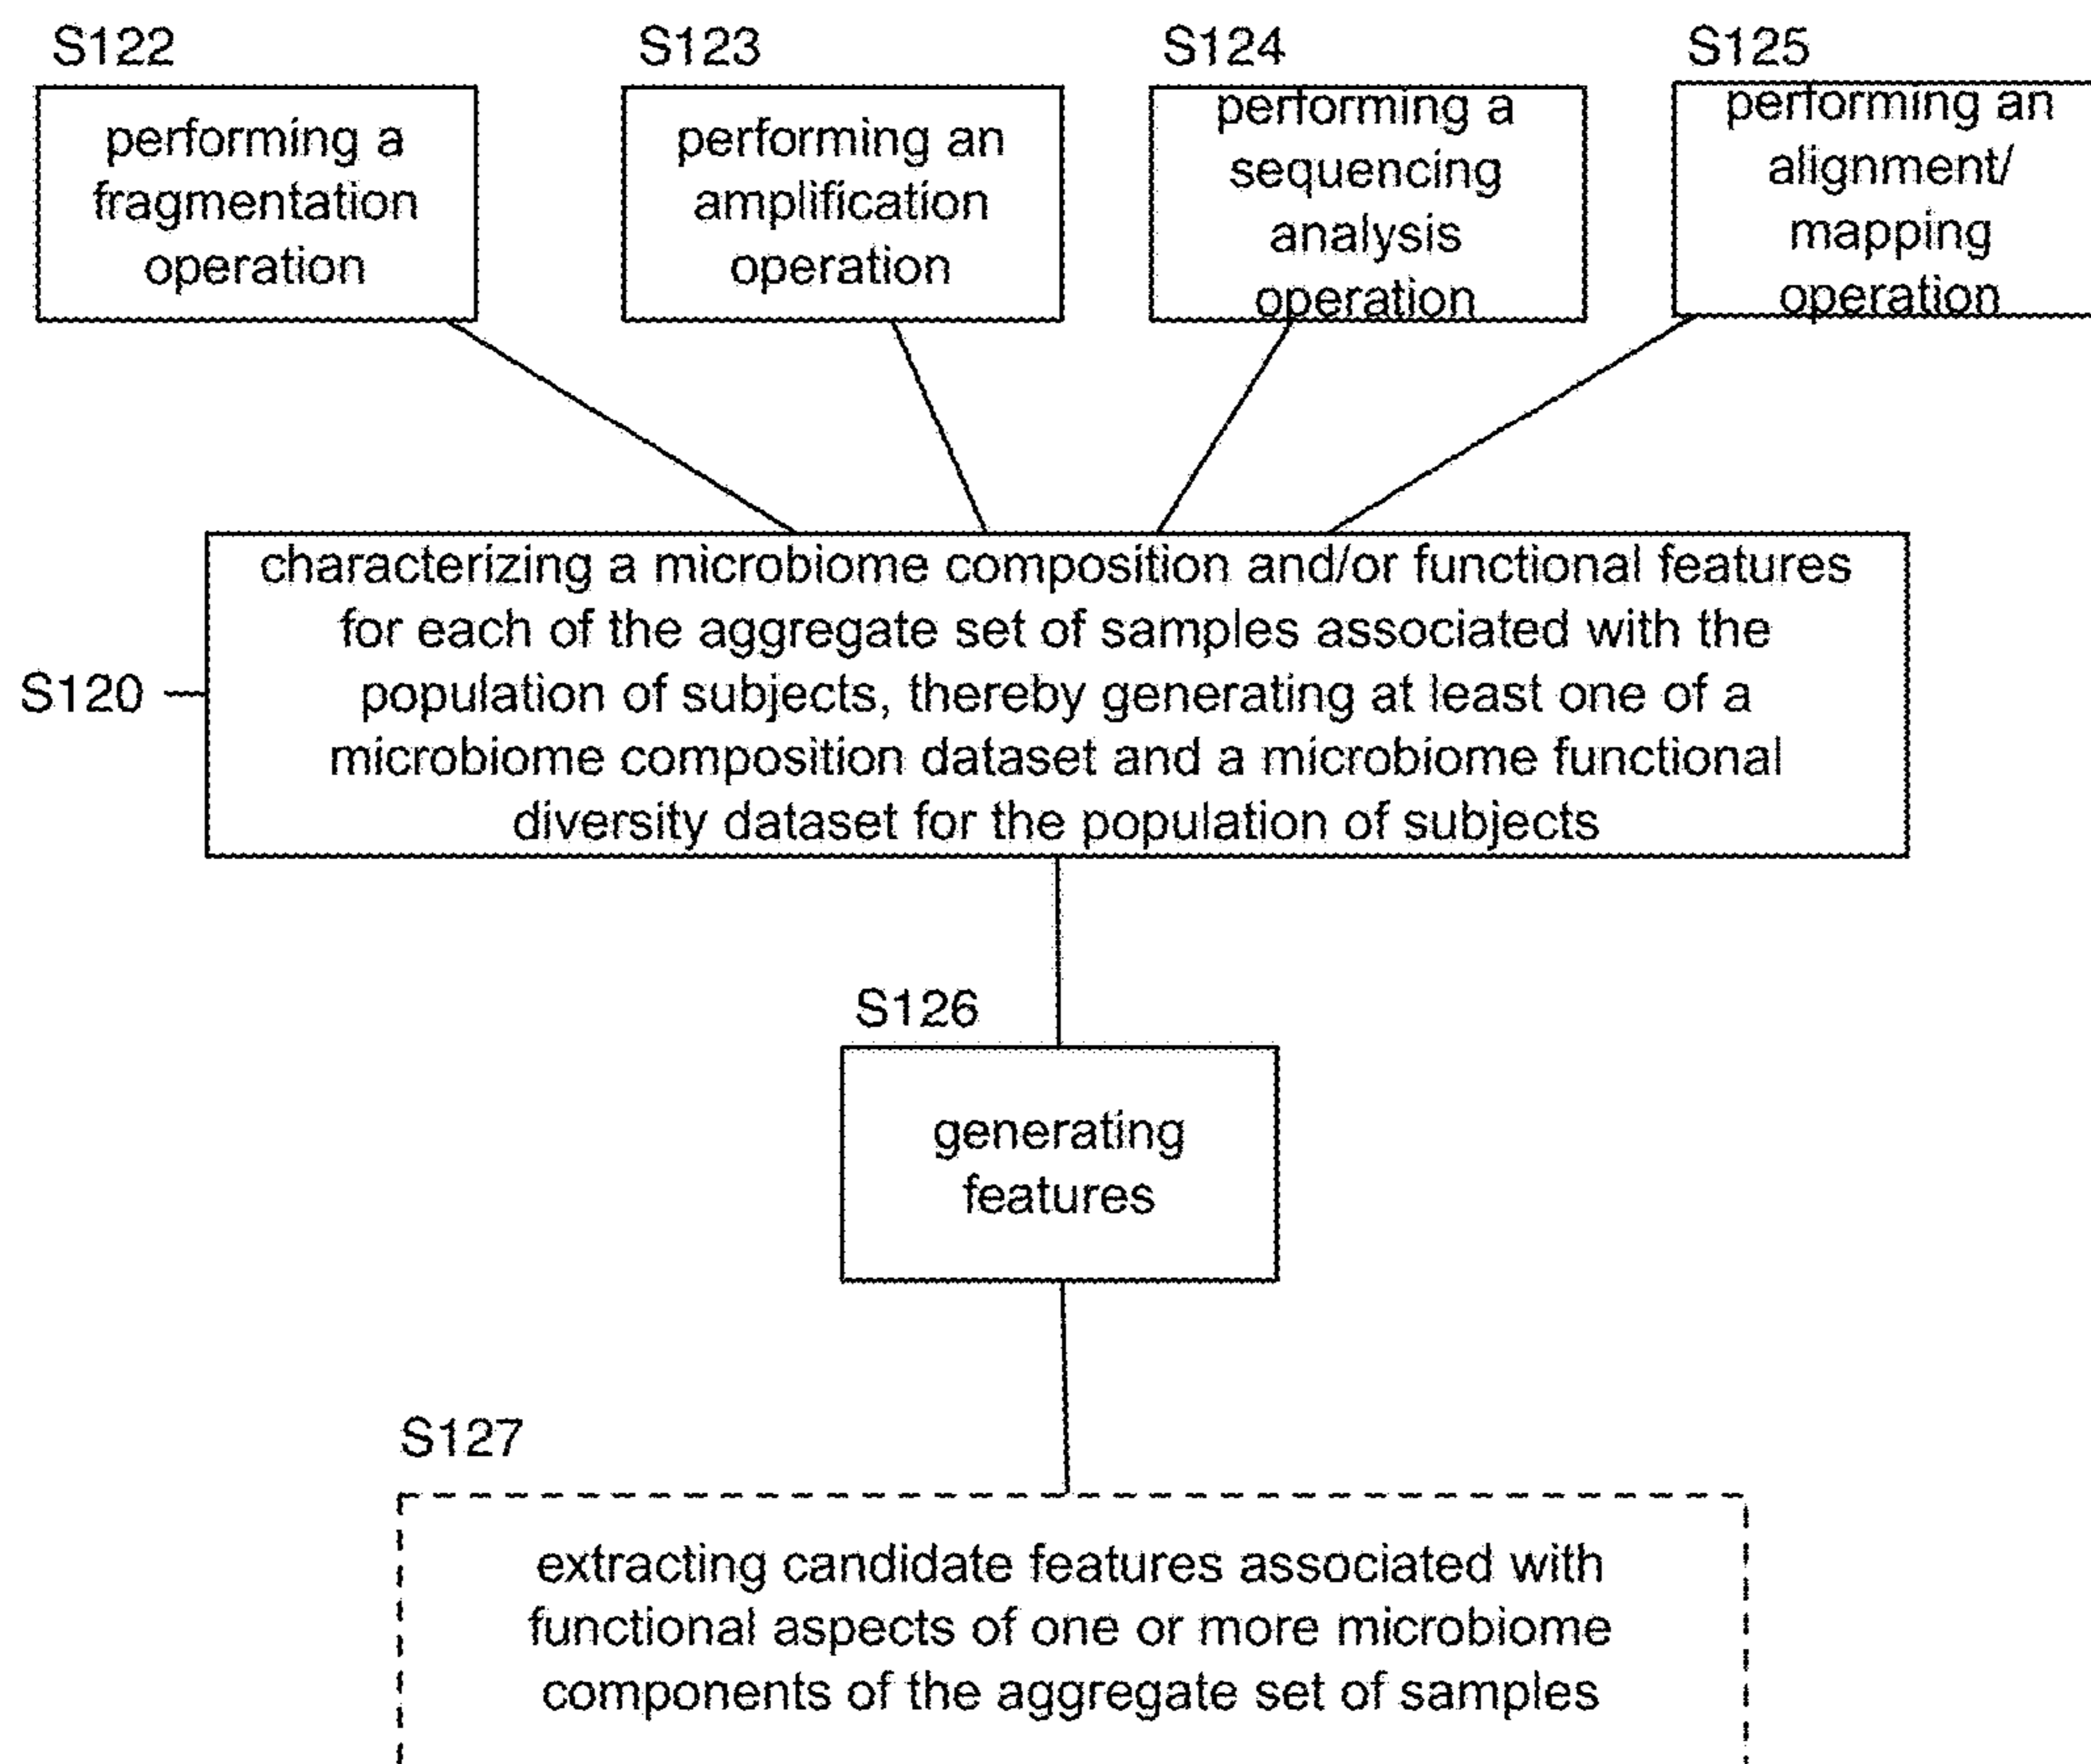 S122
performing a
fragmentation
operation
S123
performing an
amplification
operation
S124
performing a
sequencing
analysis
operation
S125
performing an
alignment/
mapping
operation
S120
characterizing a microbiome composition and/or functional features
for each of the aggregate set of samples associated with the
population of subjects, thereby generating at least one of a
microbiome composition dataset and a microbiome functional
diversity dataset for the population of subjects
S126
generating
features
S127
extracting candidate features associated with
functional aspects of one or more microbiome
components of the aggregate set of samples